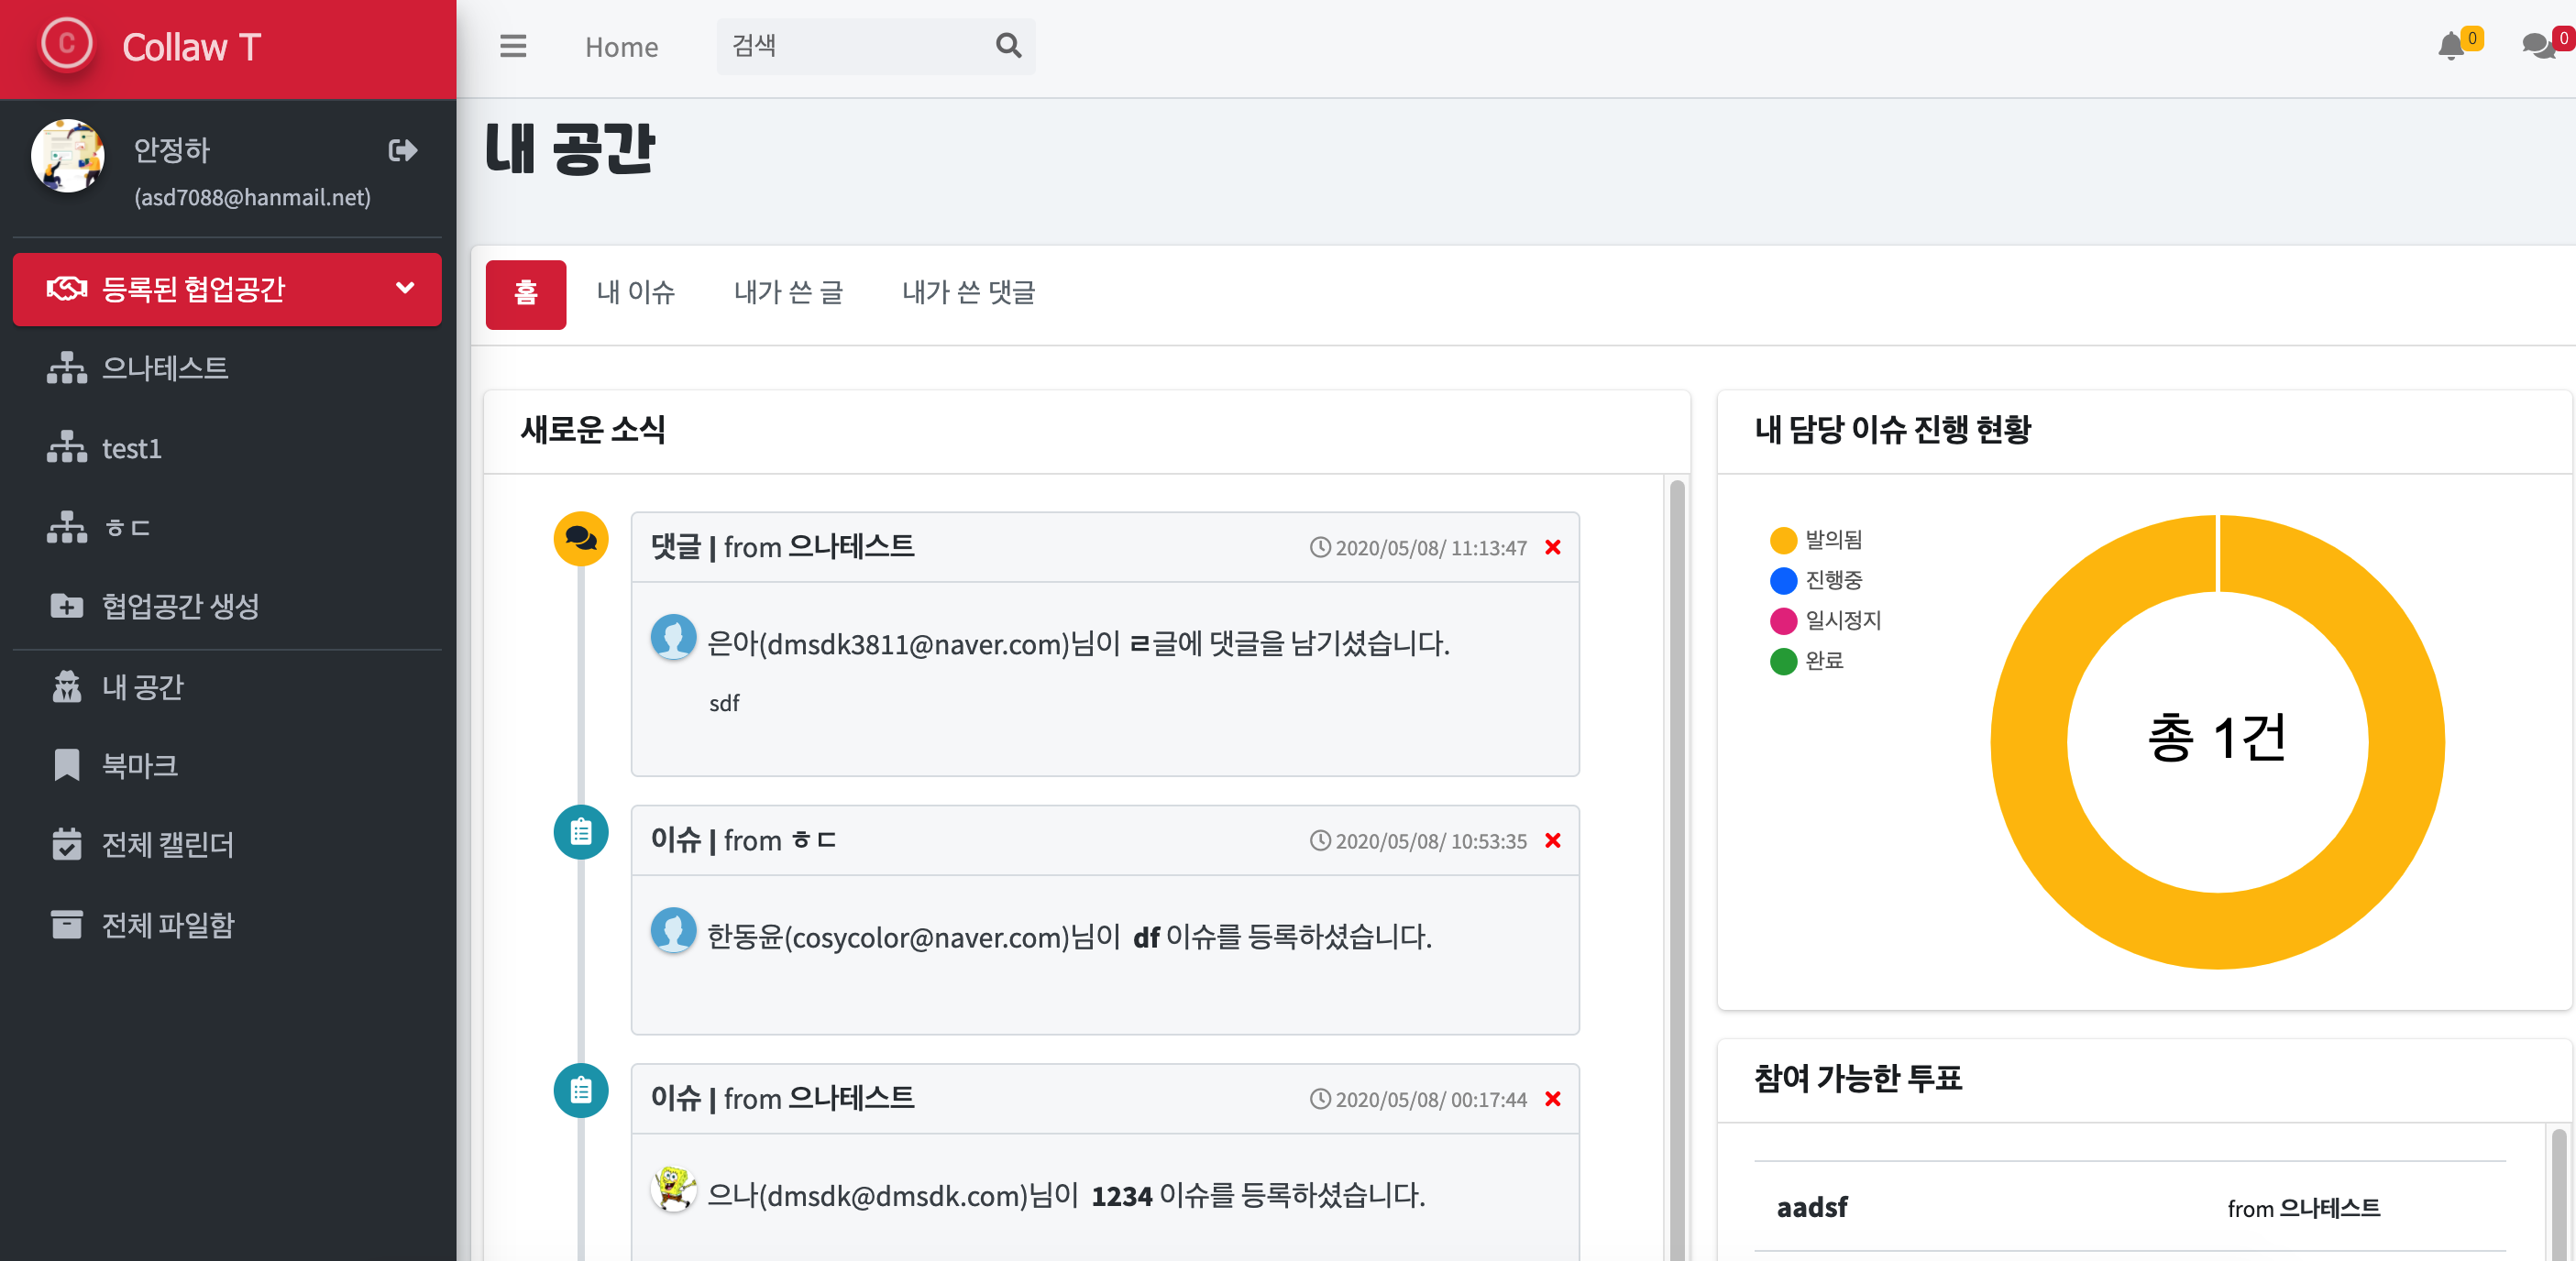 C Collaw T
Home
검색
0
0
안정하
(asd7088@hanmail.net)
등록된 협업공간
으나테스트
test1
ㅎㄷ
협업공간 생성
내 공간
북마크
전체 캘린더
전체 파일함
내 공간
홈
내 이슈
내가 쓴 글
내가 쓴 댓글
새로운 소식
댓글 | from 으나테스트
2020/05/08/ 11:13:47
은아(dmsdk3811@naver.com)님이 ㄹ글에 댓글을 남기셨습니다.
sdf
이슈 | from ㅎㄷ
2020/05/08/ 10:53:35
한동윤(cosycolor@naver.com)님이 df 이슈를 등록하셨습니다.
이슈 | from 으나테스트
2020/05/08/ 00:17:44
으나(dmsdk@dmsdk.com)님이 1234 이슈를 등록하셨습니다.
내 담당 이슈 진행 현황
발의됨
진행중
일시정지
완료
총 1건
참여 가능한 투표
aadsf
from 으나테스트